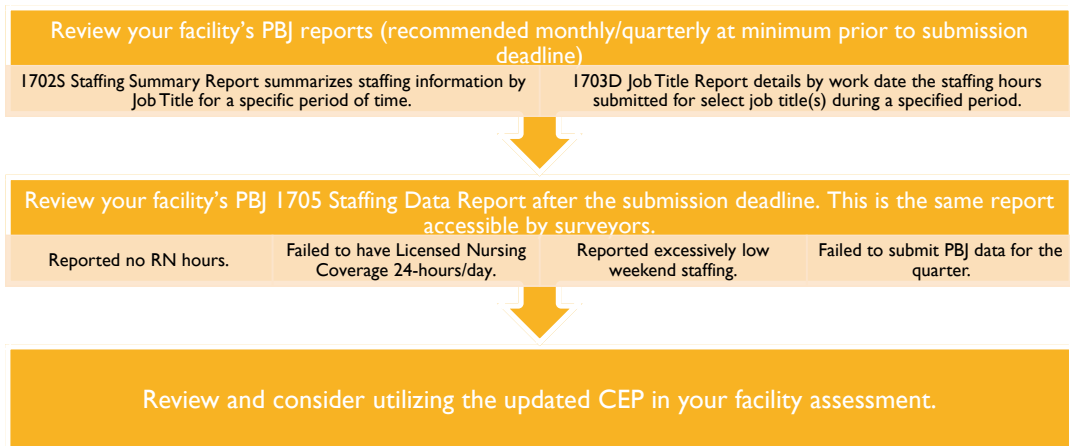 Review your facility's PBJ reports (recommended monthly/quarterly at minimum prior to submission
deadline)
1702S Staffing Summary Report summarizes staffing information by
Job Title for a specific period of time.
1703D Job Title Report details by work date the staffing hours
submitted for select job title(s) during a specified period.
Review your facility's PBJ 1705 Staffing Data Report after the submission deadline. This is the same report
accessible by surveyors.
Reported no RN hours.
Failed to have Licensed Nursing
Coverage 24-hours/day.
Reported excessively low
weekend staffing.
Failed to submit PBJ data for the
quarter.
Review and consider utilizing the updated CEP in your facility assessment.